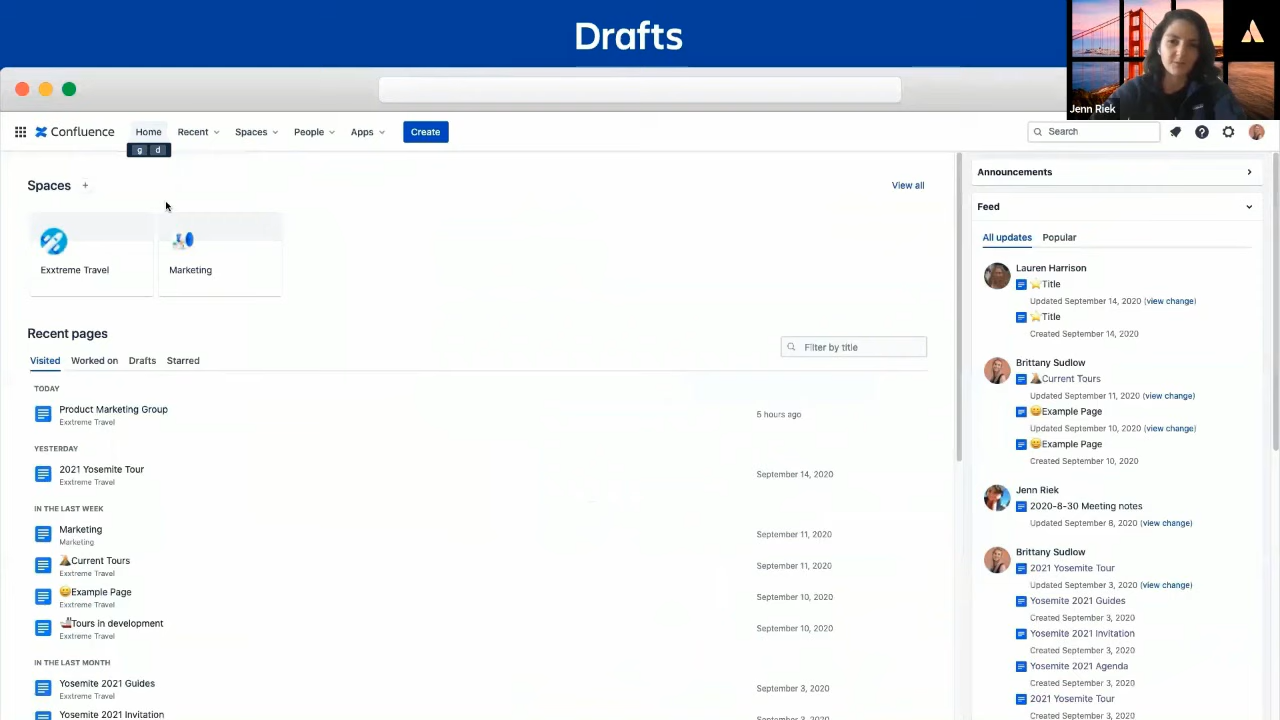 Drafts
Jenn Riek
Confluence
Home
Recent
Spaces
People
Apps
Create
Search
g d
Spaces +
View all
Exxtreme Travel
Marketing
Recent pages
Visited
Worked on
Drafts
Starred
Filter by title
TODAY
Product Marketing Group
Exxtreme Travel
5 hours ago
YESTERDAY
2021 Yosemite Tour
Exxtreme Travel
September 14, 2020
IN THE LAST WEEK
Marketing
Marketing
September 11, 2020
⛰️Current Tours
Exxtreme Travel
September 11, 2020
😀Example Page
Exxtreme Travel
September 10, 2020
Tours in development
Exxtreme Travel
September 10, 2020
IN THE LAST MONTH
Yosemite 2021 Guides
Exxtreme Travel
September 3, 2020
Yosemite 2021 Invitation
September 3, 2020
Announcements
Feed
All updates
Popular
Lauren Harrison
⭐Title
Updated September 14, 2020 (view change)
⭐Title
Created September 14, 2020
Brittany Sudlow
⛰️Current Tours
Updated September 11, 2020 (view change)
😀Example Page
Updated September 10, 2020 (view change)
😀Example Page
Created September 10, 2020
Jenn Riek
2020-8-30 Meeting notes
Updated September 8, 2020 (view change)
Brittany Sudlow
2021 Yosemite Tour
Updated September 3, 2020 (view change)
Yosemite 2021 Guides
Created September 3, 2020
Yosemite 2021 Invitation
Created September 3, 2020
Yosemite 2021 Agenda
Created September 3, 2020
2021 Yosemite Tour
Created September 3, 2020